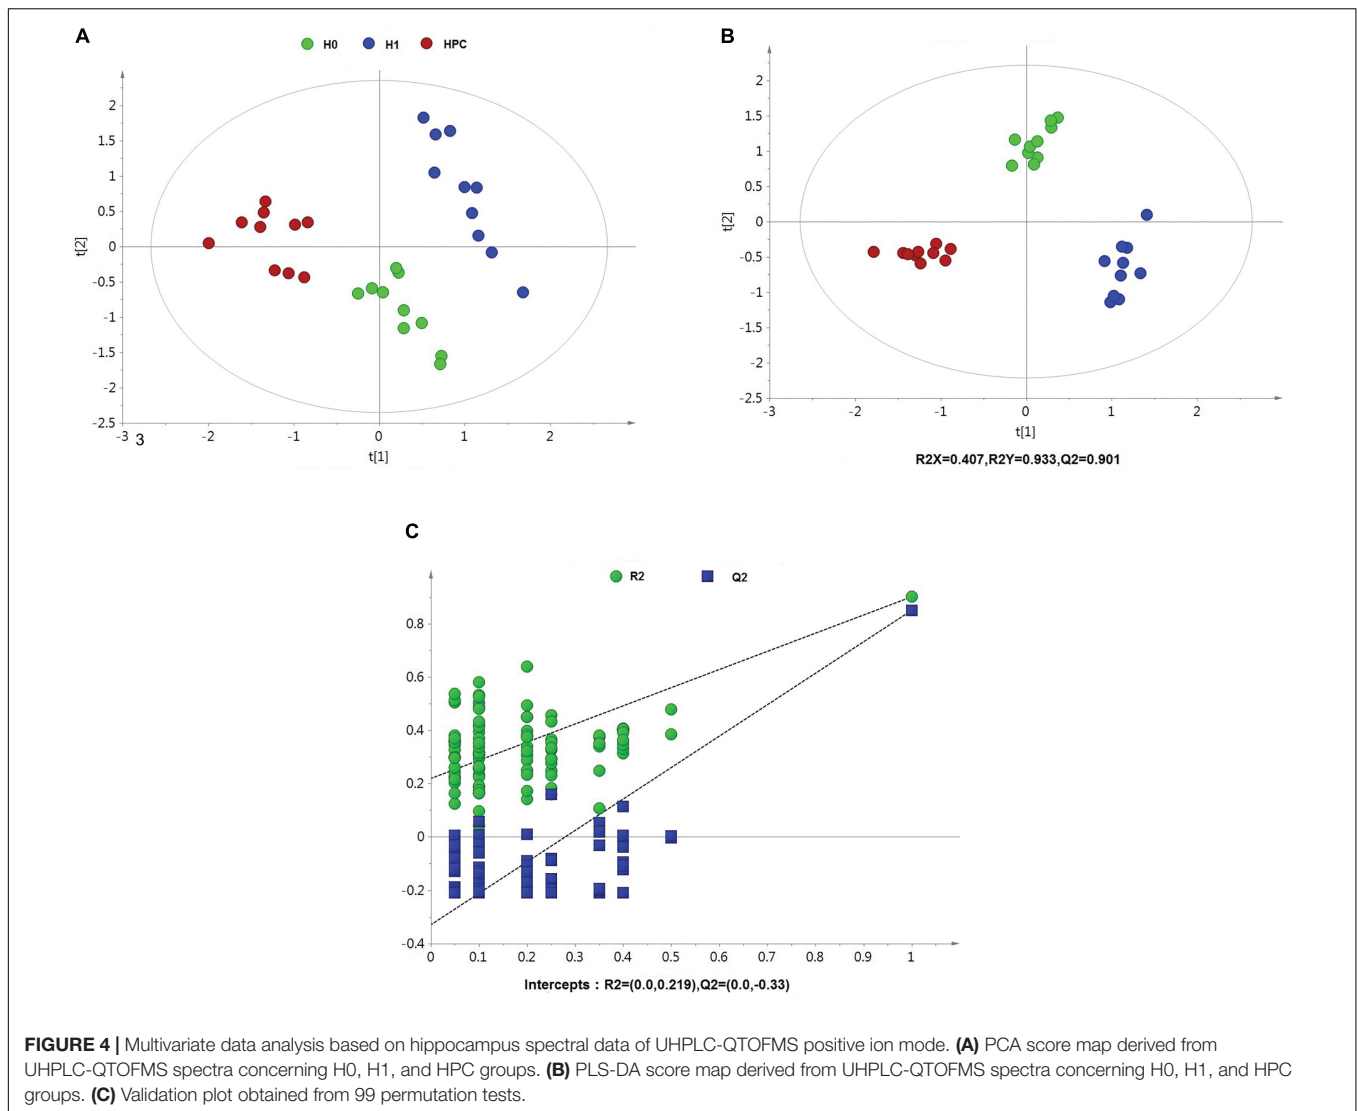 A
H0 H1 HPC
2
1.5
1
0.5
0
-0.5
-1
-1.5
-2
-2.5
t[2]
-3 3 -2 -1 0 1 2
t[1]
B
2
1.5
1
0.5
0
-0.5
-1
-1.5
-2
-2.5
t[2]
-3 -2 -1 0 1 2
t[1]
R2X=0.407,R2Y=0.933,Q2=0.901
C
R2 Q2
0.8
0.6
0.4
0.2
0
-0.2
-0.4
0 0.1 0.2 0.3 0.4 0.5 0.6 0.7 0.8 0.9 1
Intercepts : R2=(0.0,0.219),Q2=(0.0,-0.33)
FIGURE 4 | Multivariate data analysis based on hippocampus spectral data of UHPLC-QTOFMS positive ion mode. (A) PCA score map derived from
UHPLC-QTOFMS spectra concerning H0, H1, and HPC groups. (B) PLS-DA score map derived from UHPLC-QTOFMS spectra concerning H0, H1, and HPC
groups. (C) Validation plot obtained from 99 permutation tests.